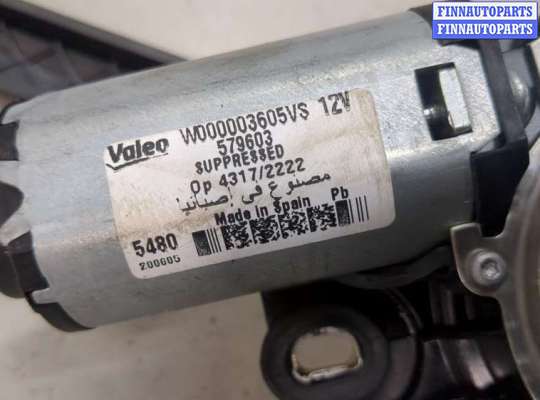 FINNAUTOPARTS
FINNAUTOPARTS
Valeo W000003605VS 12V
579603
SUPPRESSED
Op 4317/2222
مصنوع في إسبانيا
Made in Spain Pb
5480
200605